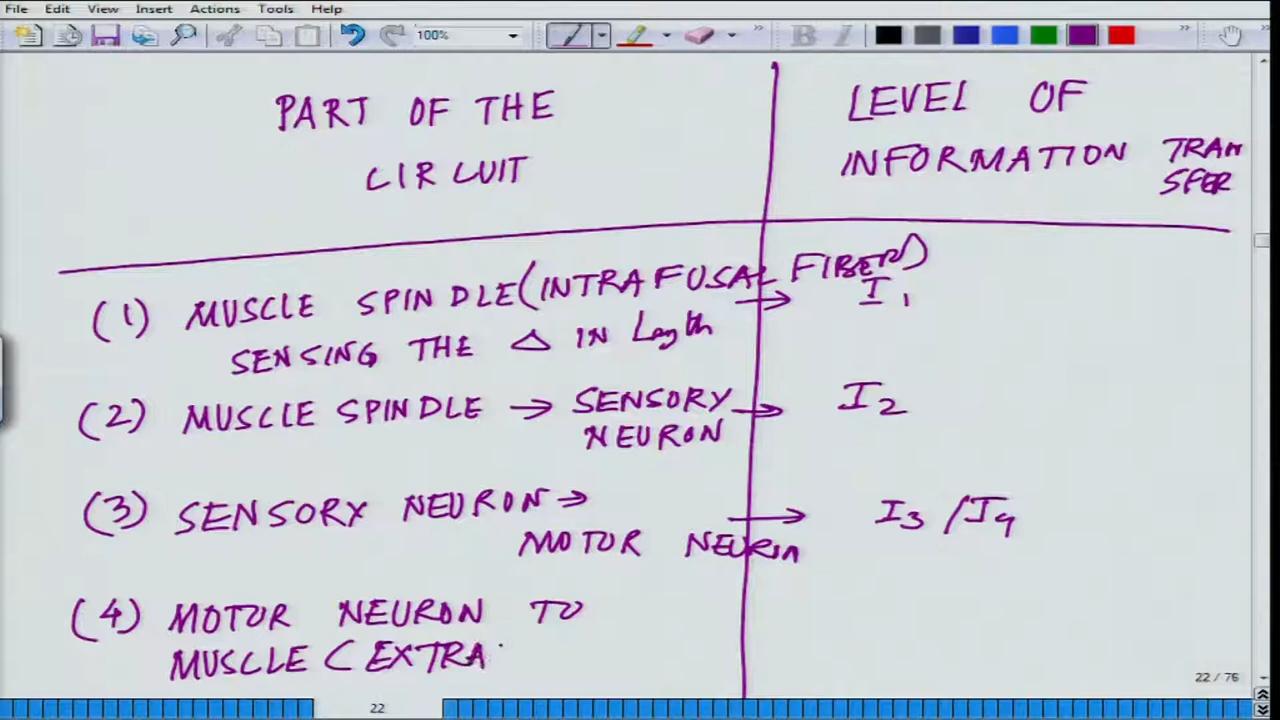 File Edit View Insert Actions Tools Help
100%
PART OF THE
CIRCUIT
LEVEL OF
INFORMATION TRAN
SFER
(1) MUSCLE SPINDLE (INTRAFUSAL FIBER)
SENSING THE Δ IN Length → I1
(2) MUSCLE SPINDLE → SENSORY → I2
NEURON
(3) SENSORY NEURON → → I3 / I4
MOTOR NEURON
(4) MOTOR NEURON TO
MUSCLE ( EXTRA
22 / 76
22